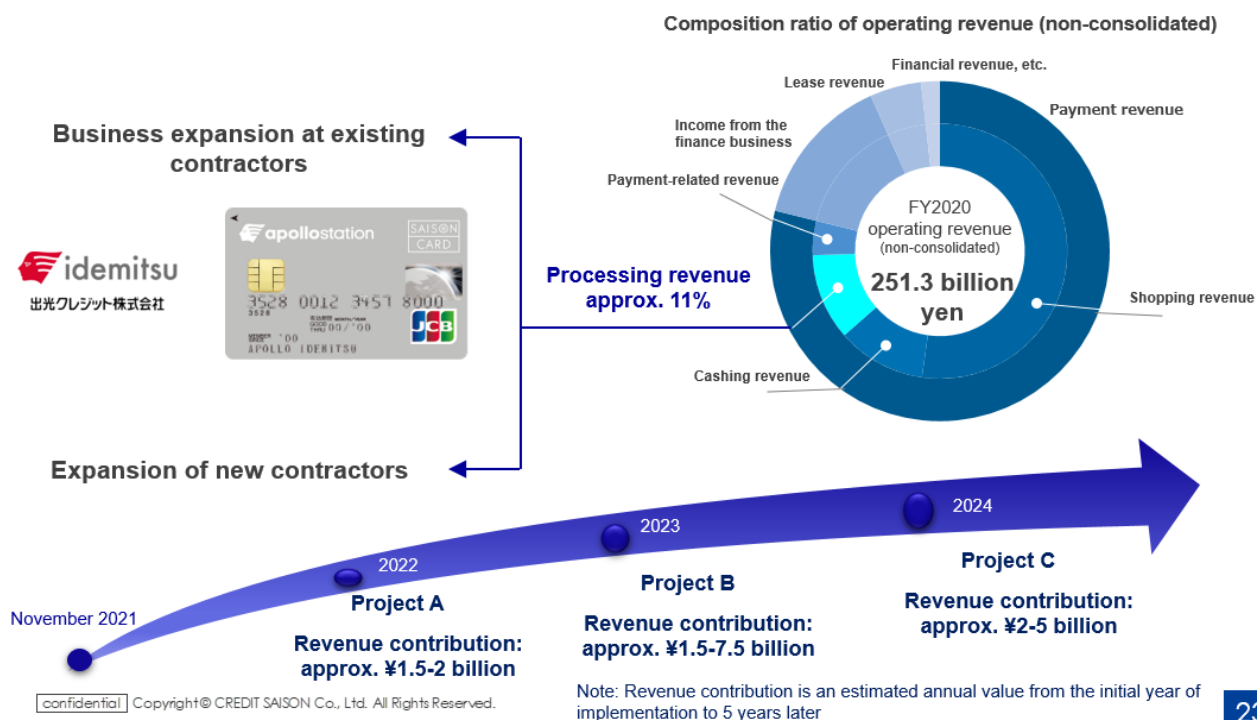 Composition ratio of operating revenue (non-consolidated)
Financial revenue, etc.
Lease revenue
Payment revenue
Income from the
finance business
Payment-related revenue
FY2020
operating revenue
(non-consolidated)
251.3 billion
yen
Shopping revenue
Cashing revenue
Processing revenue
approx. 11%
Business expansion at existing
contractors
idemitsu
出光クレジット株式会社
apollostation
SAISON
CARD
3528 0012 3457 8000
3528
GOOD
THRU 00/'00
'00
APOLLO IDEMITSU
JCB
Expansion of new contractors
November 2021
2022
Project A
Revenue contribution:
approx. ¥1.5-2 billion
2023
Project B
Revenue contribution:
approx. ¥1.5-7.5 billion
2024
Project C
Revenue contribution:
approx. ¥2-5 billion
Note: Revenue contribution is an estimated annual value from the initial year of
implementation to 5 years later
confidential Copyright© CREDIT SAISON Co., Ltd. All Rights Reserved.